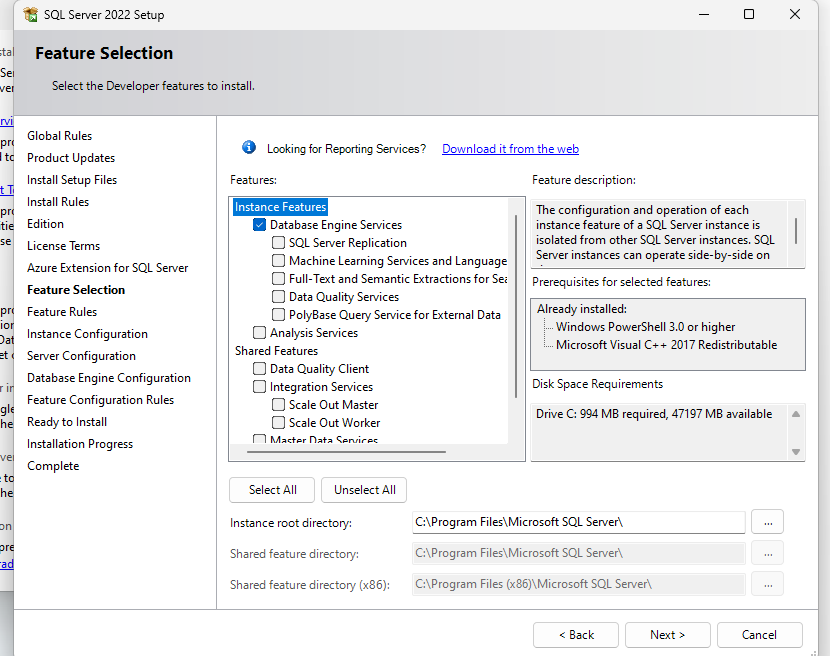 SQL Server 2022 Setup
Feature Selection
Select the Developer features to install.
Global Rules
Product Updates
Install Setup Files
Install Rules
Edition
License Terms
Azure Extension for SQL Server
Feature Selection
Feature Rules
Instance Configuration
Server Configuration
Database Engine Configuration
Feature Configuration Rules
Ready to Install
Installation Progress
Complete
Looking for Reporting Services? Download it from the web
Features:
Instance Features
Database Engine Services
SQL Server Replication
Machine Learning Services and Language
Full-Text and Semantic Extractions for Sea
Data Quality Services
PolyBase Query Service for External Data
Analysis Services
Shared Features
Data Quality Client
Integration Services
Scale Out Master
Scale Out Worker
Master Data Services
Feature description:
The configuration and operation of each
instance feature of a SQL Server instance is
isolated from other SQL Server instances. SQL
Server instances can operate side-by-side on
Prerequisites for selected features:
Already installed:
Windows PowerShell 3.0 or higher
Microsoft Visual C++ 2017 Redistributable
Disk Space Requirements
Drive C: 994 MB required, 47197 MB available
Select All
Unselect All
Instance root directory:
C:\Program Files\Microsoft SQL Server\
...
Shared feature directory:
C:\Program Files\Microsoft SQL Server\
...
Shared feature directory (x86):
C:\Program Files (x86)\Microsoft SQL Server\
...
< Back
Next >
Cancel